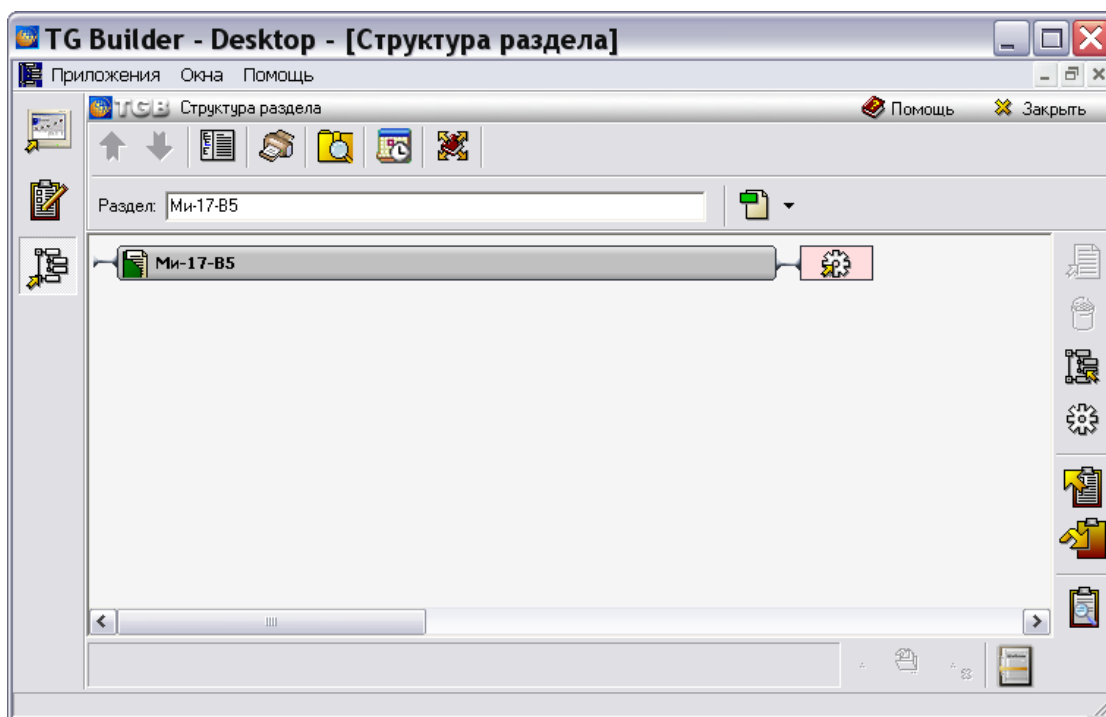 TG Builder - Desktop - [Структура раздела]
Приложения Окна Помощь
TGB Структура раздела Помощь Закрыть
Раздел: Ми-17-В5
Ми-17-В5